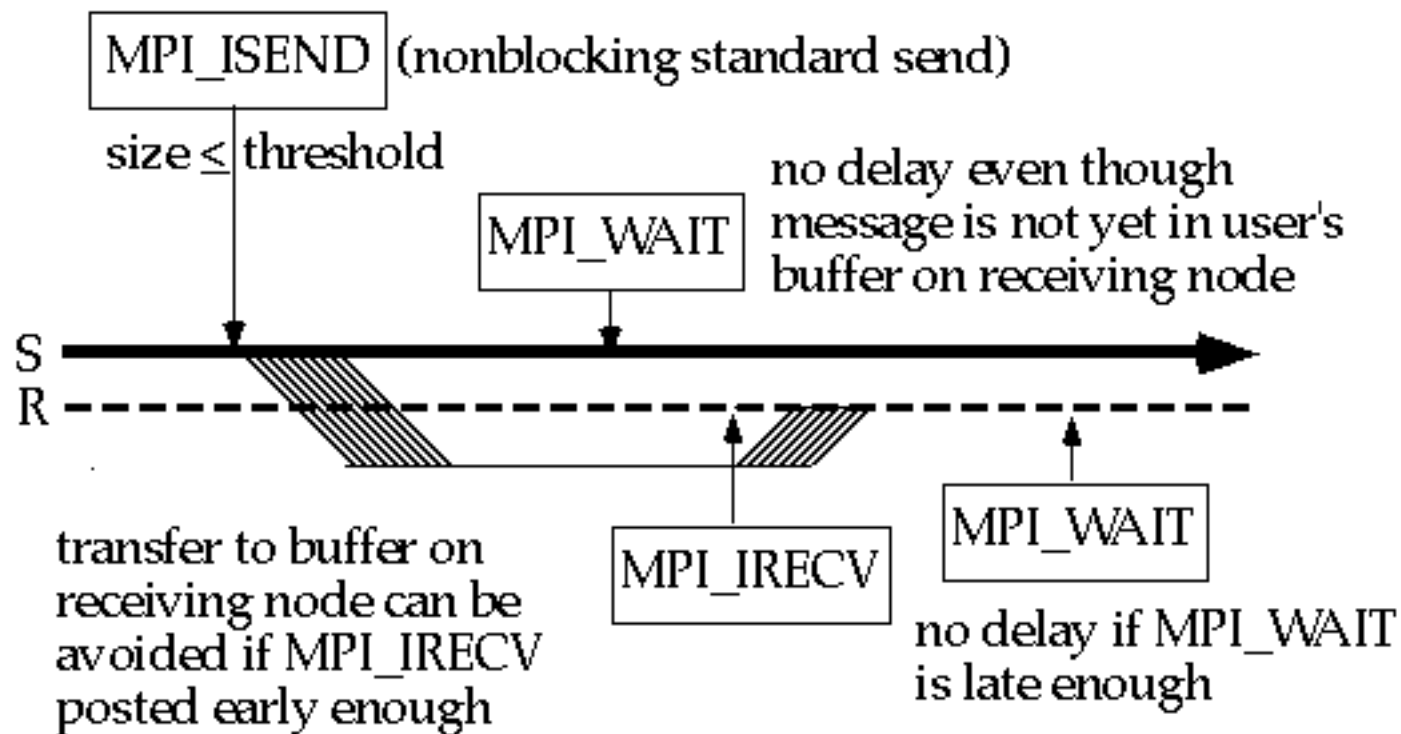 MPI_ISEND (nonblocking standard send)
size ≤ threshold
MPI_WAIT
no delay even though
message is not yet in user's
buffer on receiving node
S
R
transfer to buffer on
receiving node can be
avoided if MPI_IRECV
posted early enough
MPI_IRECV
MPI_WAIT
no delay if MPI_WAIT
is late enough